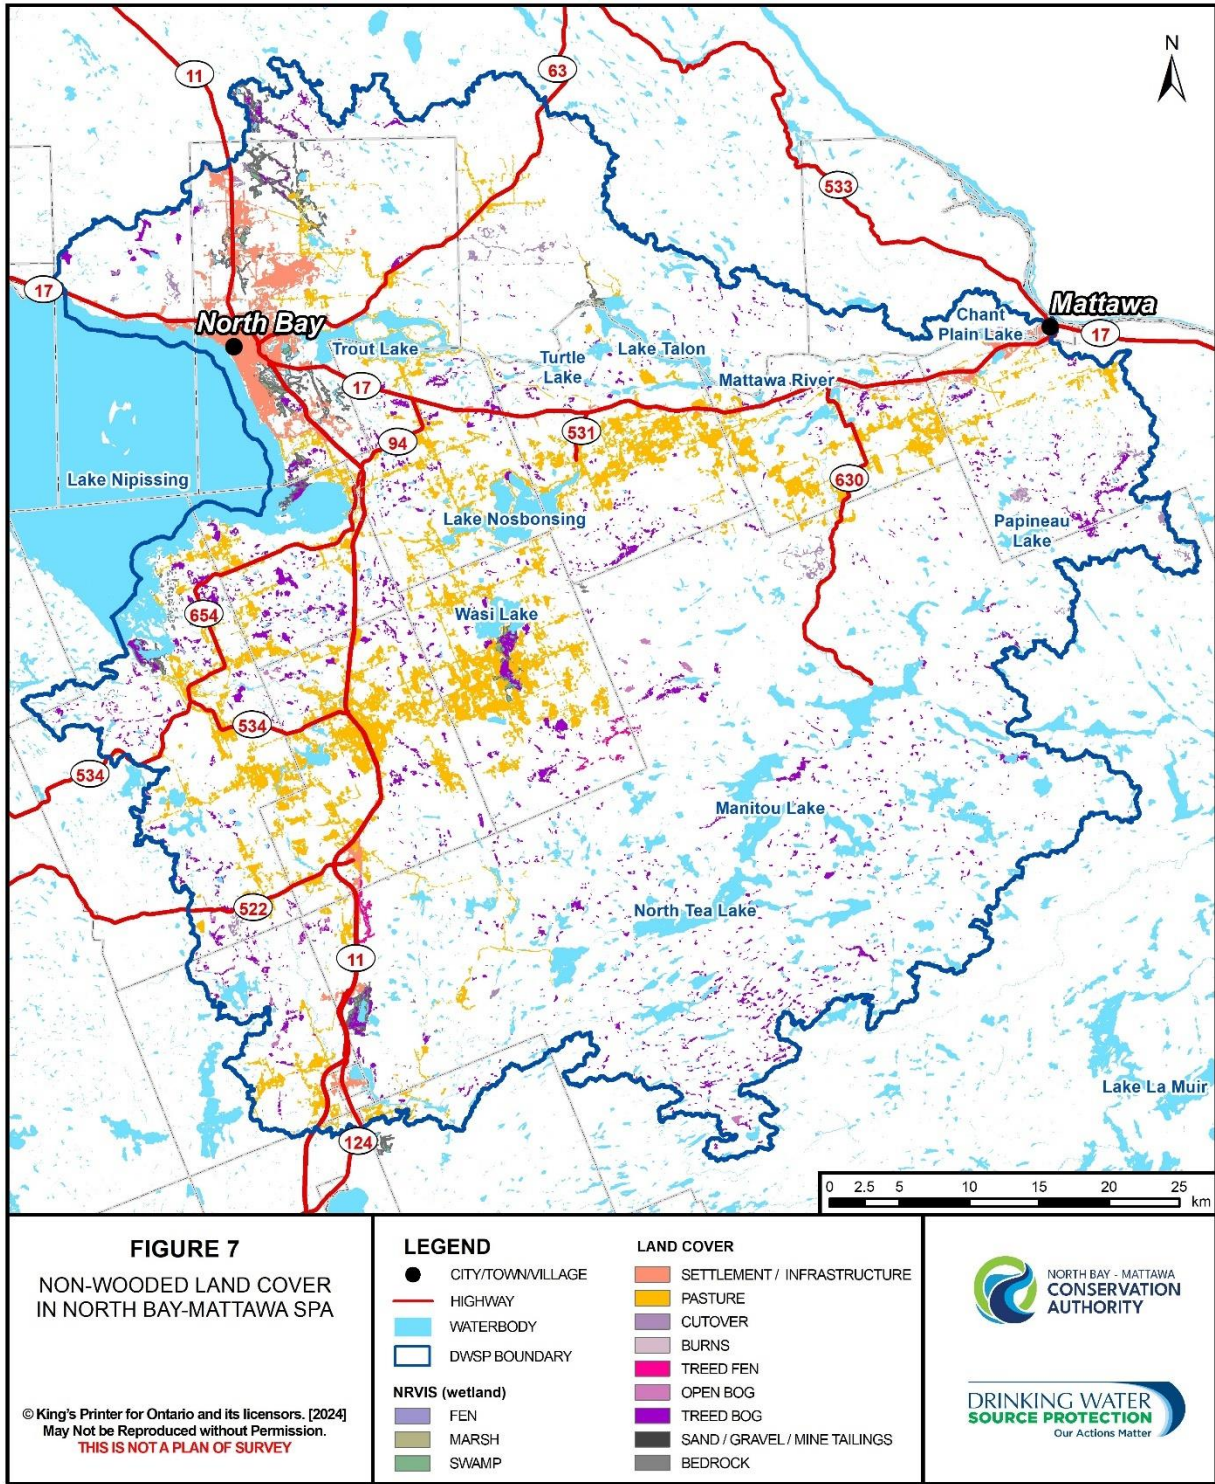 N
11
63
533
17
North Bay
Mattawa
Chant
Plain Lake
17
Trout Lake
Turtle
Lake
Lake Talon
Mattawa River
17
94
531
630
Lake Nipissing
Lake Nosbonsing
Papineau
Lake
654
Wasi Lake
534
534
Manitou Lake
522
North Tea Lake
11
Lake La Muir
124
0 2.5 5 10 15 20 25
km
FIGURE 7
NON-WOODED LAND COVER
IN NORTH BAY-MATTAWA SPA
© King's Printer for Ontario and its licensors. [2024]
May Not be Reproduced without Permission.
THIS IS NOT A PLAN OF SURVEY
LEGEND
CITY/TOWN/VILLAGE
HIGHWAY
WATERBODY
DWSP BOUNDARY
NRVIS (wetland)
FEN
MARSH
SWAMP
LAND COVER
SETTLEMENT / INFRASTRUCTURE
PASTURE
CUTOVER
BURNS
TREED FEN
OPEN BOG
TREED BOG
SAND / GRAVEL / MINE TAILINGS
BEDROCK
NORTH BAY - MATTAWA
CONSERVATION
AUTHORITY
DRINKING WATER
SOURCE PROTECTION
Our Actions Matter